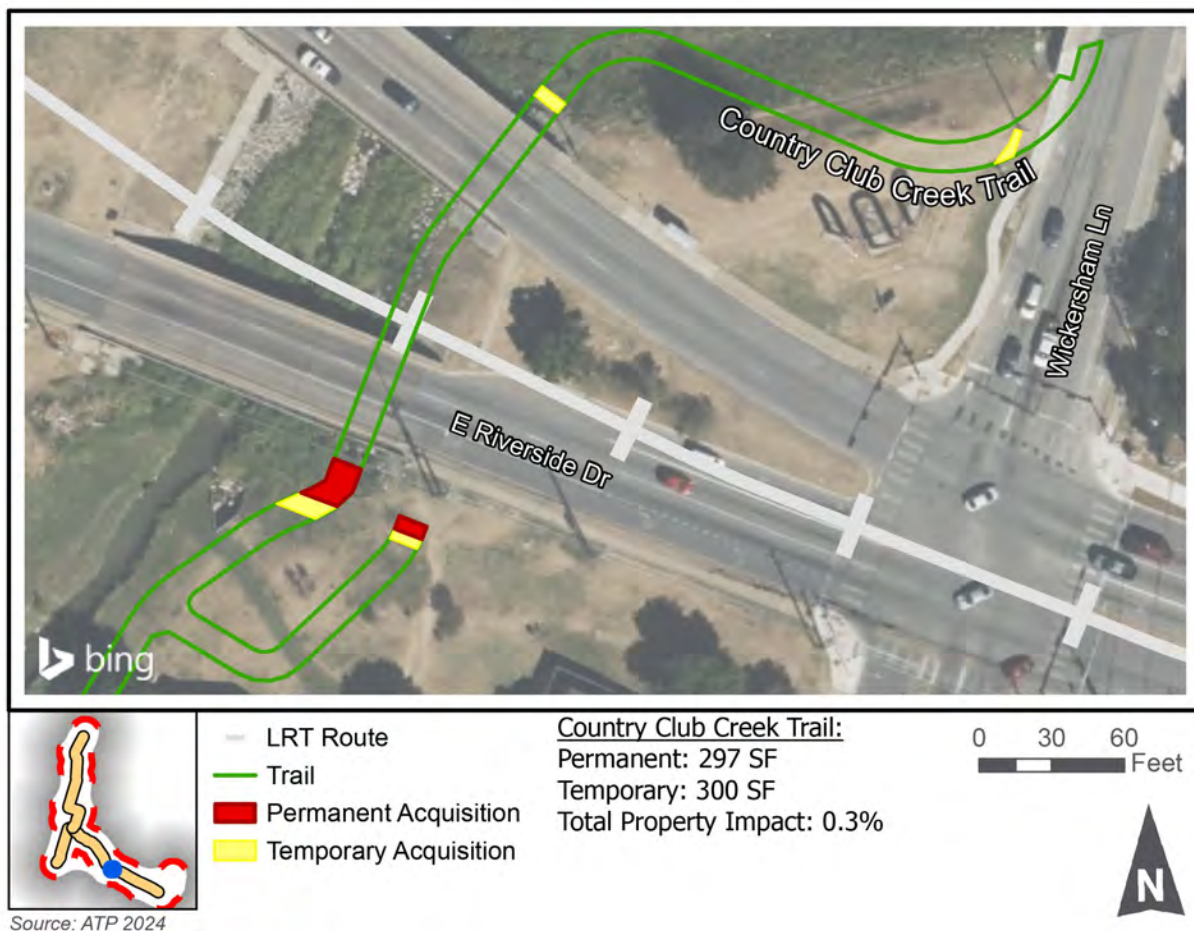 Country Club Creek Trail
Wickersham Ln
E Riverside Dr
bing
LRT Route
Trail
Permanent Acquisition
Temporary Acquisition
Country Club Creek Trail:
Permanent: 297 SF
Temporary: 300 SF
Total Property Impact: 0.3%
0 30 60
Feet
N
Source: ATP 2024